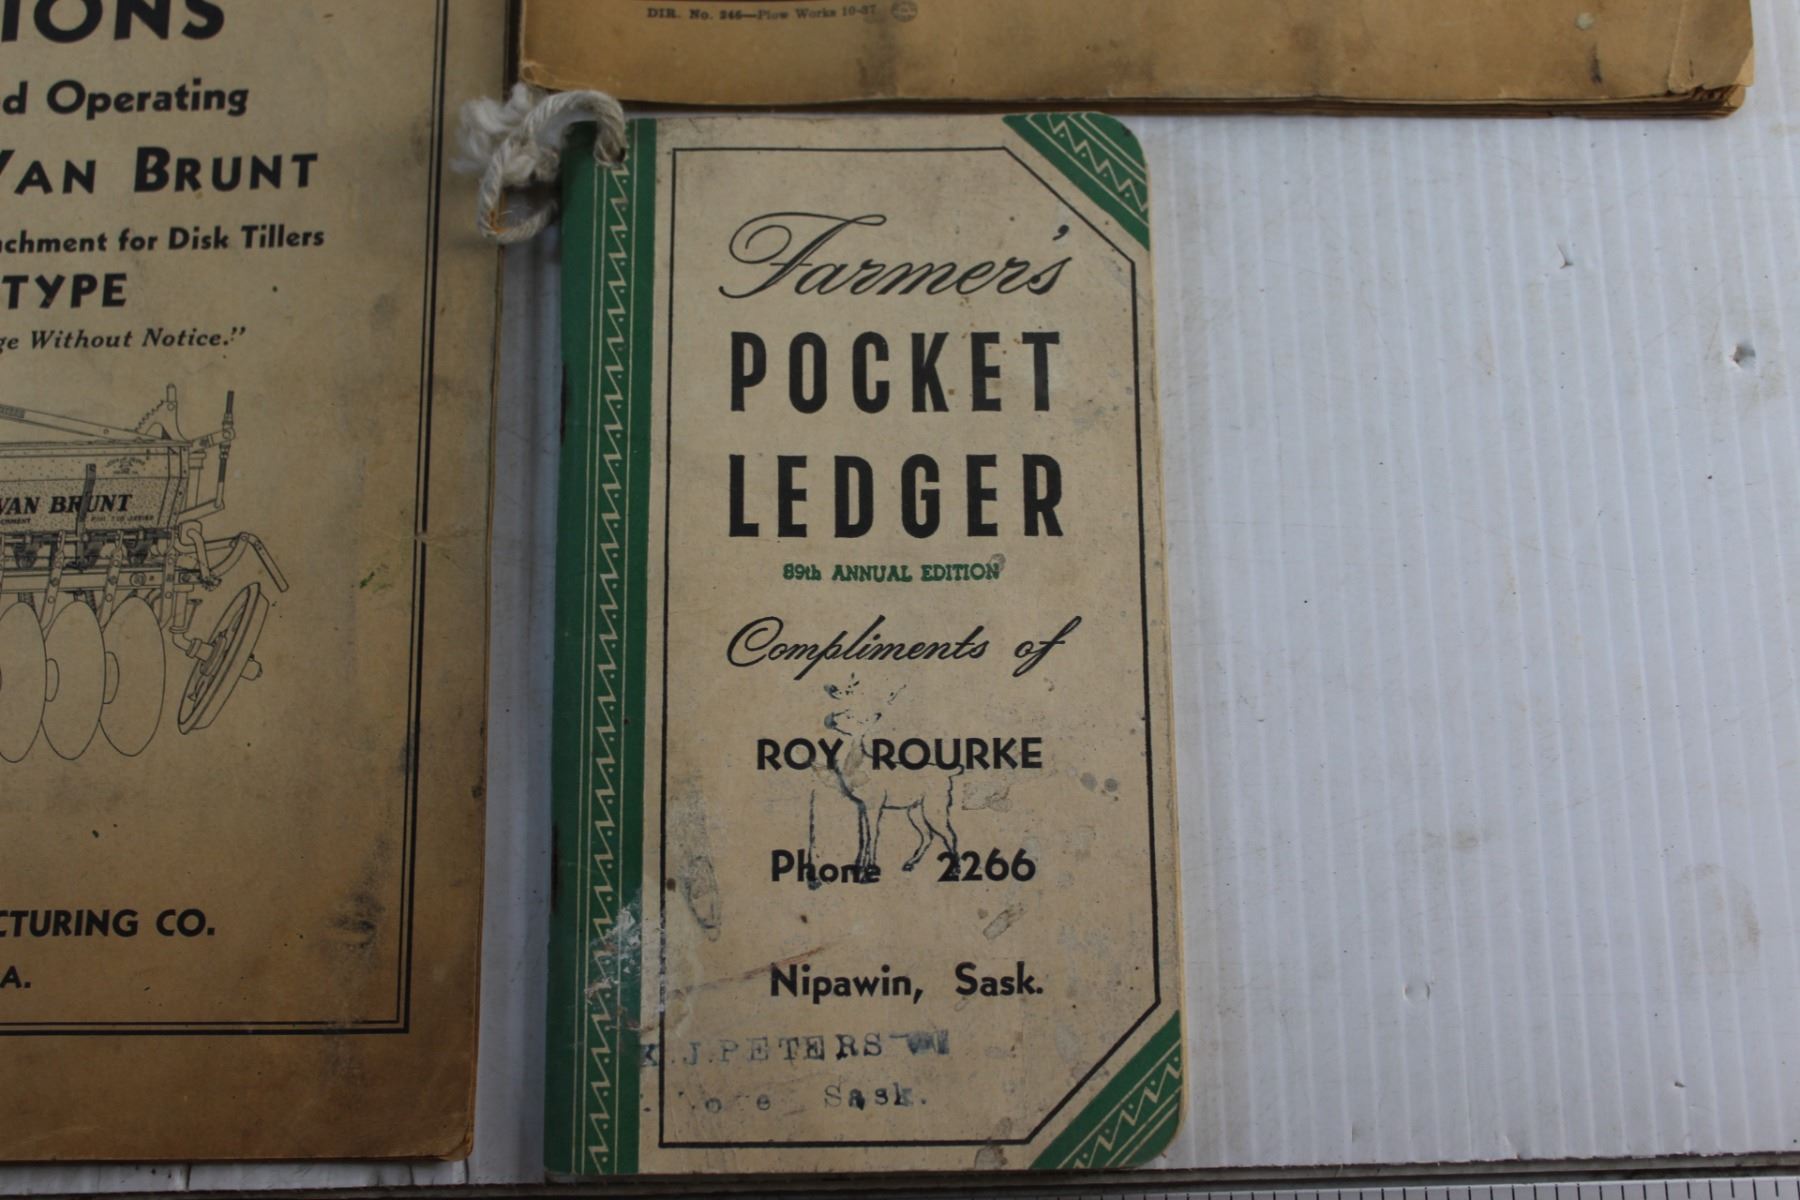 IONS
d Operating
VAN BRUNT
chment for Disk Tillers
TYPE
ge Without Notice."
VAN BRUNT
CTURING CO.
A.
DIR. No. 246—Plow Works 10-37
Farmer's
POCKET
LEDGER
89th ANNUAL EDITION
Compliments of
ROY ROURKE
Phone 2266
Nipawin, Sask.
J. PETERS
Sask.